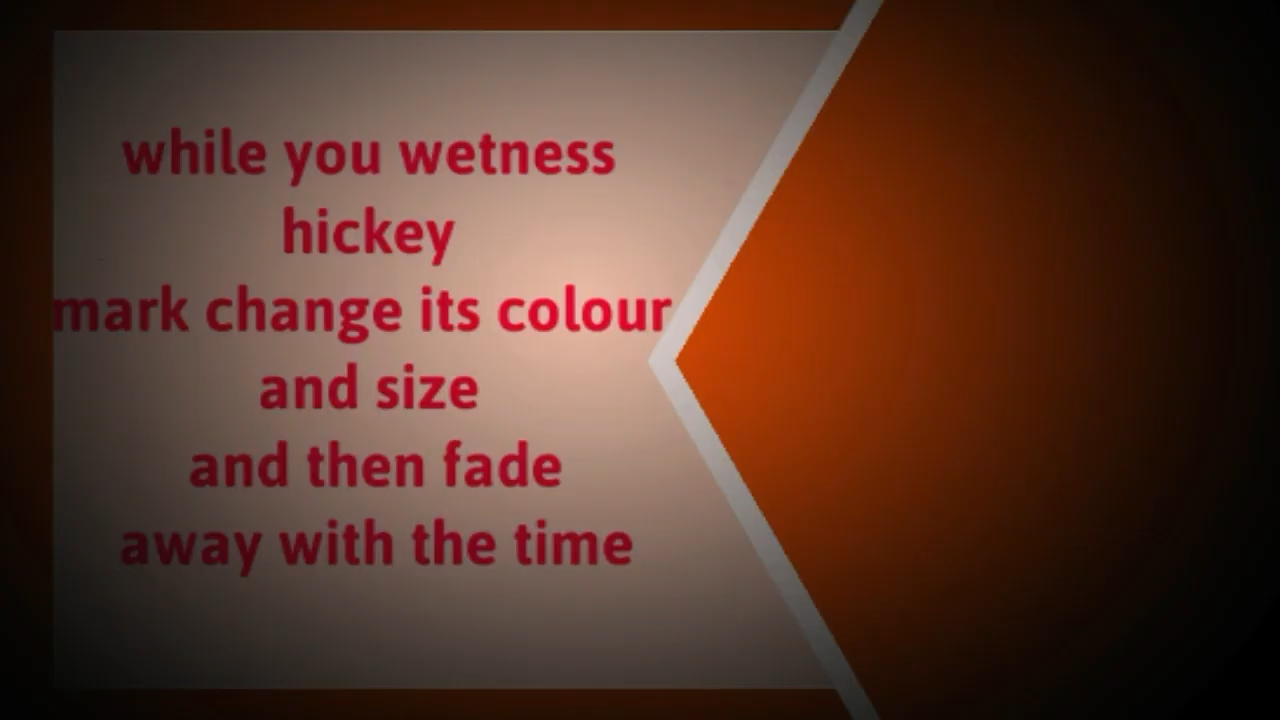 while you wetness
hickey
mark change its colour
and size
and then fade
away with the time